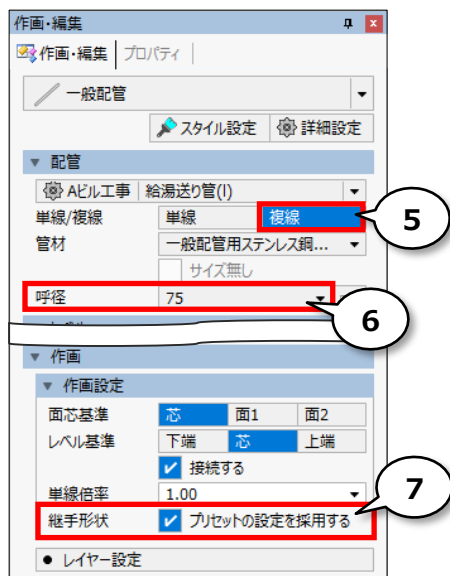 作画・編集
作画・編集 プロパティ
一般配管
スタイル設定 詳細設定
配管
Aビル工事 給湯送り管(I)
単線/複線 単線 複線
5
管材 一般配管用ステンレス鋼...
サイズ無し
呼径 75
6
作画
作画設定
面芯基準 芯 面1 面2
レベル基準 下端 芯 上端
接続する
単線倍率 1.00
7
継手形状 プリセットの設定を採用する
● レイヤー設定